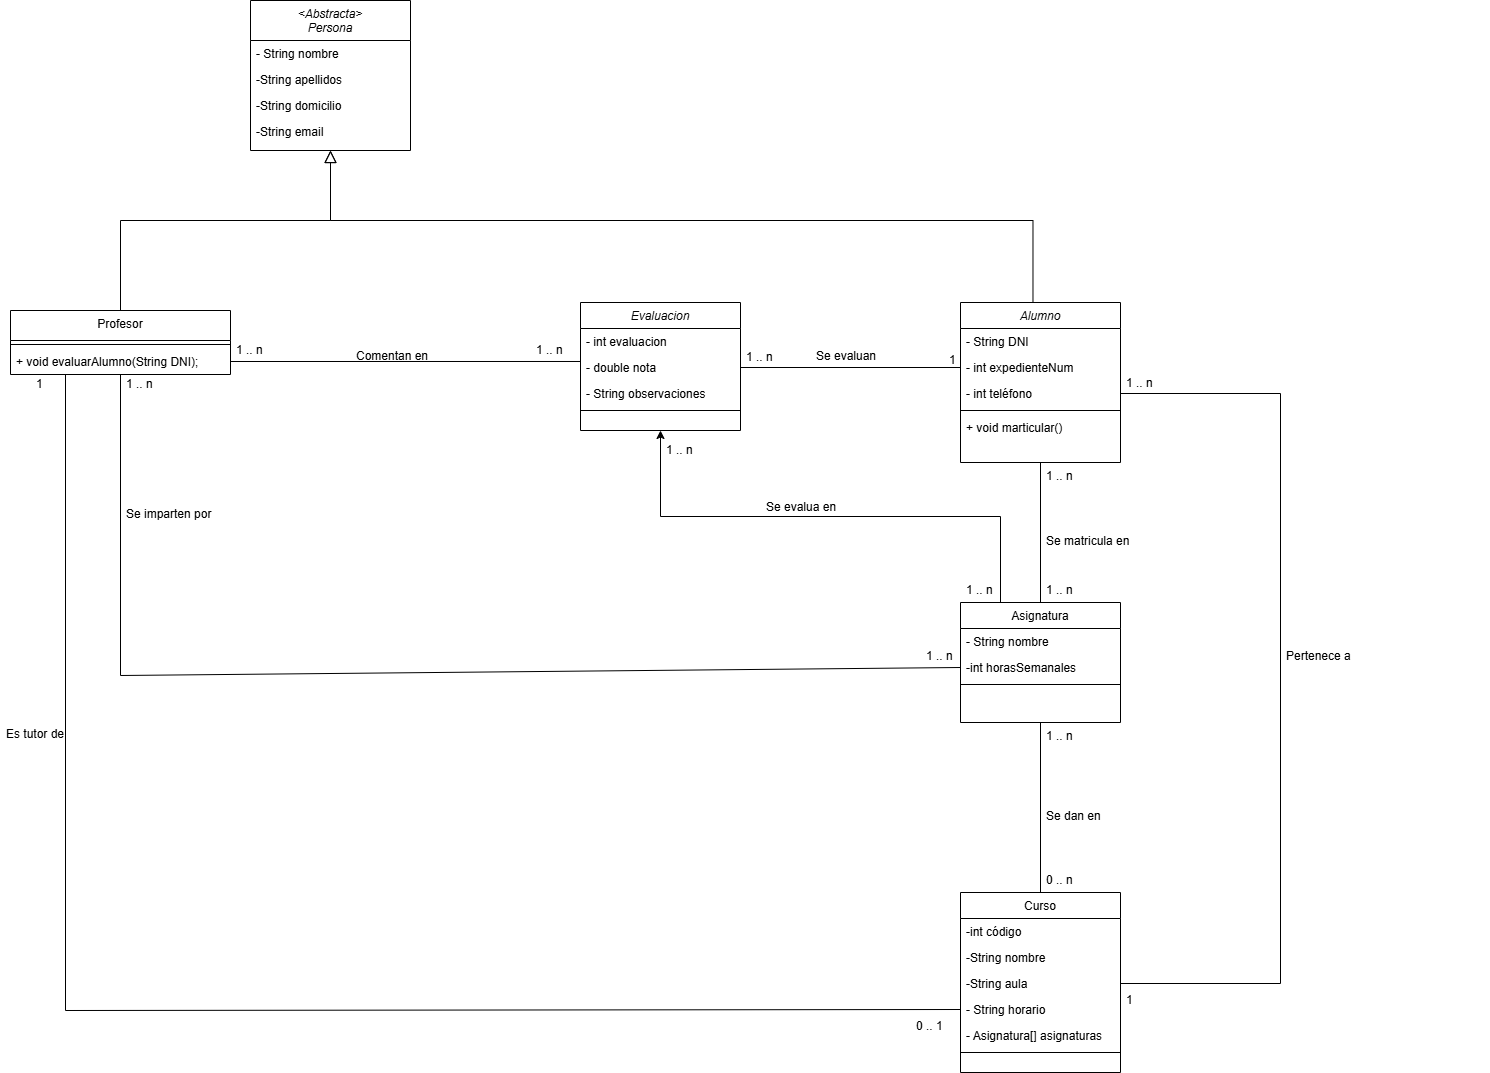 <Abstracta>
Persona
- String nombre
-String apellidos
-String domicilio
-String email
Profesor
+ void evaluarAlumno(String DNI);
1 .. n
Comentan en
1 .. n
Evaluacion
- int evaluacion
- double nota
- String observaciones
1 .. n
Se evaluan
1
Alumno
- String DNI
- int expedienteNum
- int teléfono
+ void marticular()
1 .. n
1
1 .. n
1 .. n
1 .. n
Se evalua en
Se imparten por
Se matricula en
1 .. n
1 .. n
Asignatura
- String nombre
-int horasSemanales
1 .. n
Pertenece a
Es tutor de
1 .. n
Se dan en
0 .. n
Curso
-int código
-String nombre
-String aula
- String horario
- Asignatura[] asignaturas
1
0 .. 1